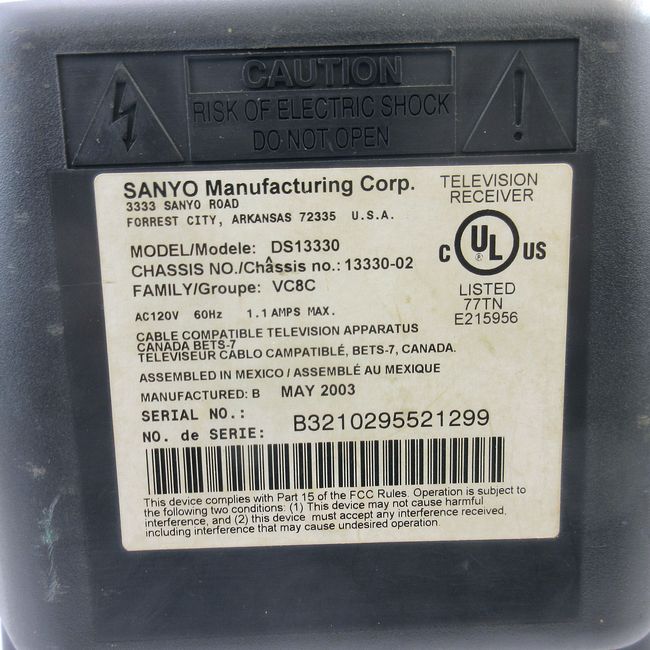 CAUTION
RISK OF ELECTRIC SHOCK
DO NOT OPEN
SANYO Manufacturing Corp.
3333 SANYO ROAD
FORREST CITY, ARKANSAS 72335 U.S.A.
TELEVISION
RECEIVER
MODEL/Modele: DS13330
CHASSIS NO./Châssis no.: 13330-02
FAMILY/Groupe: VC8C
C UL ® US
LISTED
77TN
E215956
AC120V 60Hz 1.1 AMPS MAX.
CABLE COMPATIBLE TELEVISION APPARATUS
CANADA BETS-7
TELEVISEUR CABLO CAMPATIBLÉ, BETS-7, CANADA.
ASSEMBLED IN MEXICO / ASSEMBLÉ AU MEXIQUE
MANUFACTURED: B MAY 2003
SERIAL NO.:
NO. de SERIE: B3210295521299
This device complies with Part 15 of the FCC Rules. Operation is subject to
the following two conditions: (1) This device may not cause harmful
interference, and (2) this device must accept any interference received,
including interference that may cause undesired operation.